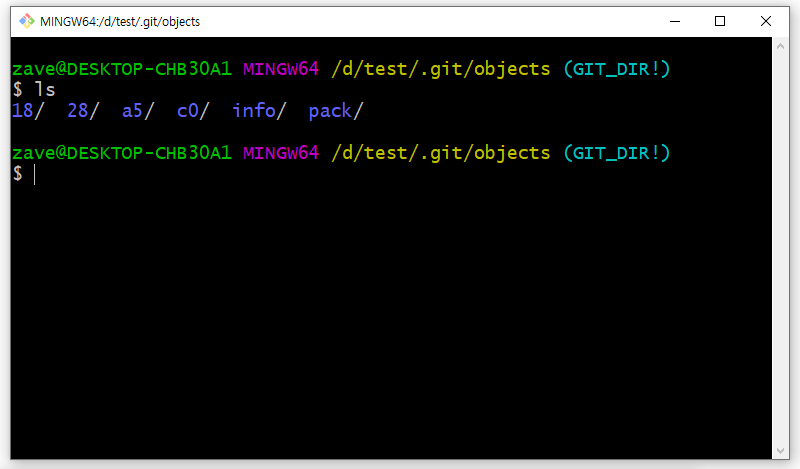 MINGW64:/d/test/.git/objects
zave@DESKTOP-CHB30A1 MINGW64 /d/test/.git/objects (GIT_DIR!)
$ ls
18/  28/  a5/  c0/  info/  pack/
zave@DESKTOP-CHB30A1 MINGW64 /d/test/.git/objects (GIT_DIR!)
$